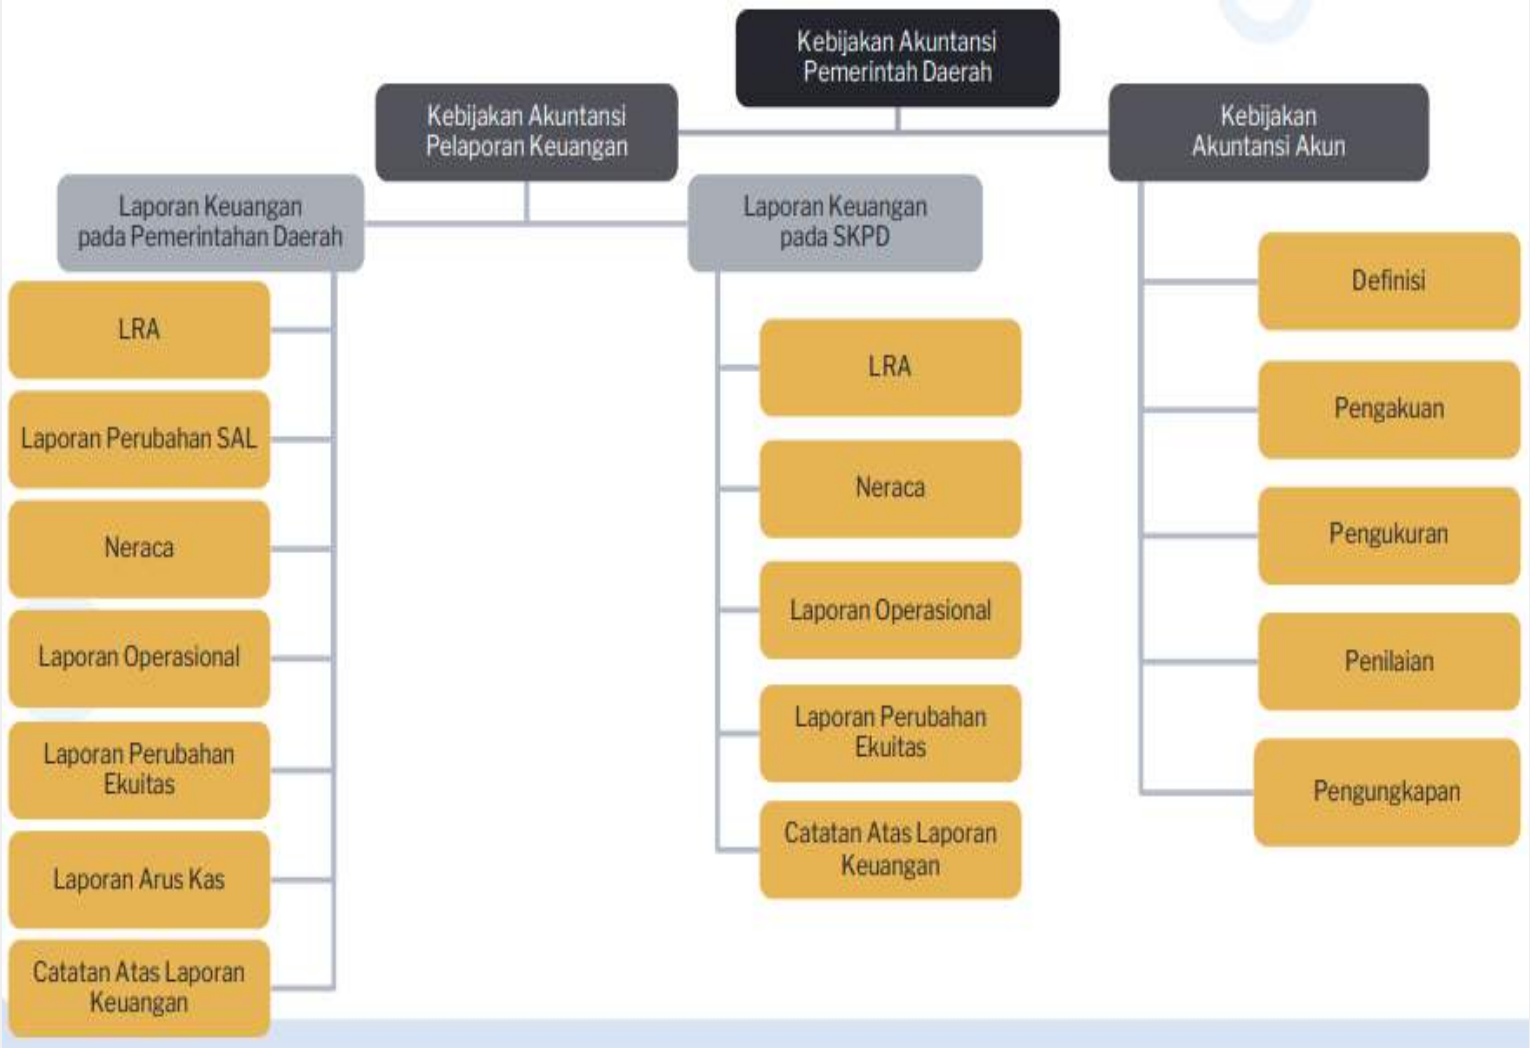 Kebijakan Akuntansi
Pemerintah Daerah
Kebijakan Akuntansi
Pelaporan Keuangan
Kebijakan
Akuntansi Akun
Laporan Keuangan
pada Pemerintahan Daerah
LRA
Laporan Perubahan SAL
Neraca
Laporan Operasional
Laporan Perubahan
Ekuitas
Laporan Arus Kas
Catatan Atas Laporan
Keuangan
Laporan Keuangan
pada SKPD
LRA
Neraca
Laporan Operasional
Laporan Perubahan
Ekuitas
Catatan Atas Laporan
Keuangan
Definisi
Pengakuan
Pengukuran
Penilaian
Pengungkapan